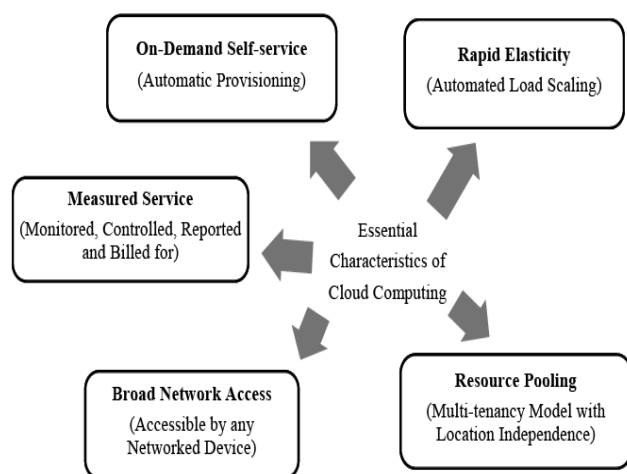 On-Demand Self-service
(Automatic Provisioning)
Rapid Elasticity
(Automated Load Scaling)
Measured Service
(Monitored, Controlled, Reported
and Billed for)
Essential
Characteristics of
Cloud Computing
Broad Network Access
(Accessible by any
Networked Device)
Resource Pooling
(Multi-tenancy Model with
Location Independence)